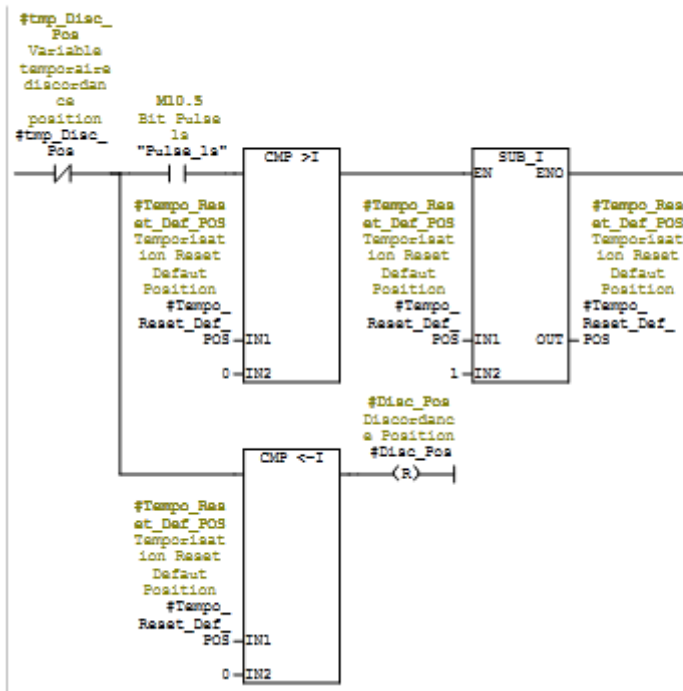 #tmp_Disc_
Pos
Variable
temporaire
discordan
ce
position
#tmp_Disc_
Pos
M10.5
Bit Pulse
1s
"Pulse_1s"
CMP >I
#Tempo_Res
et_Def_POS
Temporisat
ion Reset
Defaut
Position
#Tempo_
Reset_Def_
POS
IN1
0
IN2
SUB_I
EN
ENO
#Tempo_Res
et_Def_POS
Temporisat
ion Reset
Defaut
Position
#Tempo_
Reset_Def_
POS
IN1
1
IN2
OUT
#Tempo_Res
et_Def_POS
Temporisat
ion Reset
Defaut
Position
#Tempo_
Reset_Def_
POS
CMP <=I
#Tempo_Res
et_Def_POS
Temporisat
ion Reset
Defaut
Position
#Tempo_
Reset_Def_
POS
IN1
0
IN2
#Disc_Pos
Discordanc
e Position
#Disc_Pos
(R)